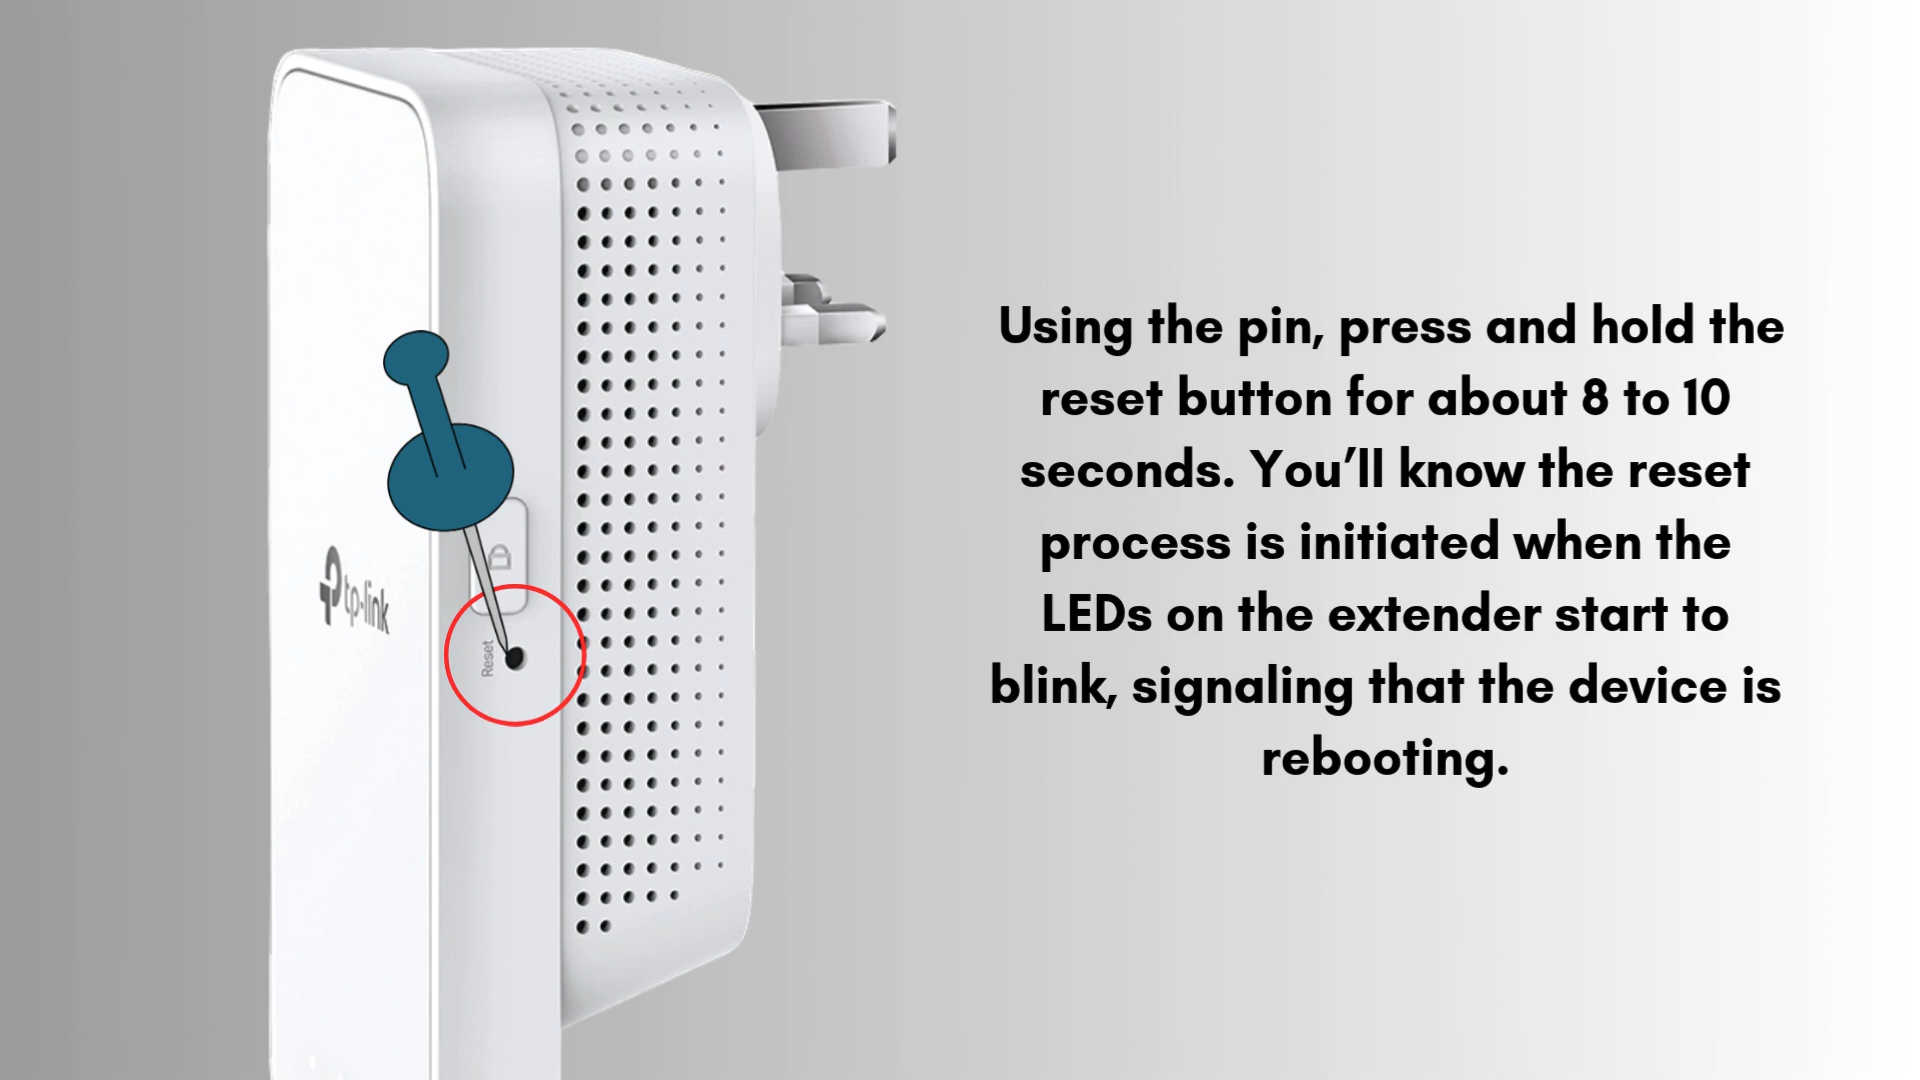 tp-link
Reset
Using the pin, press and hold the
reset button for about 8 to 10
seconds. You’ll know the reset
process is initiated when the
LEDs on the extender start to
blink, signaling that the device is
rebooting.